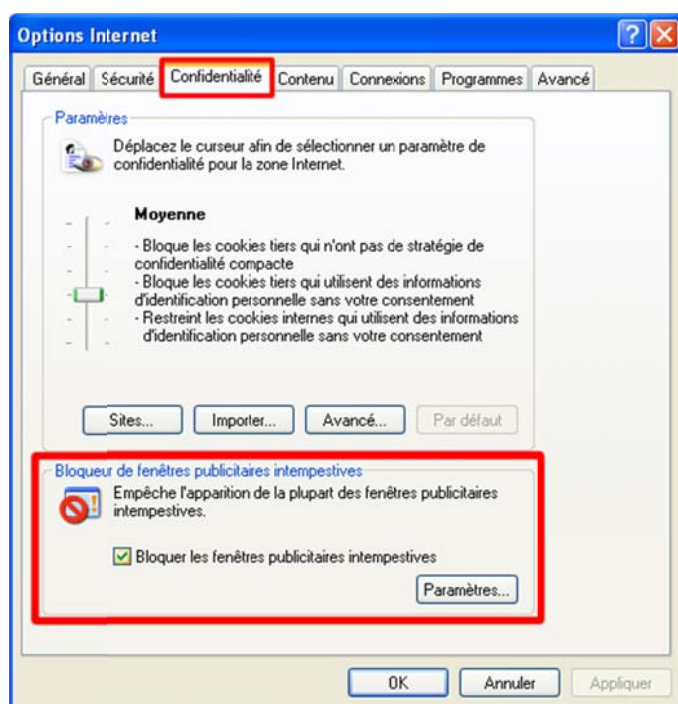 Options Internet
Général Sécurité Confidentialité Contenu Connexions Programmes Avancé
Paramètres
Déplacez le curseur afin de sélectionner un paramètre de
confidentialité pour la zone Internet.
Moyenne
- Bloque les cookies tiers qui n'ont pas de stratégie de
confidentialité compacte
- Bloque les cookies tiers qui utilisent des informations
d'identification personnelle sans votre consentement
- Restreint les cookies internes qui utilisent des informations
d'identification personnelle sans votre consentement
Sites... Importer... Avancé... Par défaut
Bloqueur de fenêtres publicitaires intempestives
Empêche l'apparition de la plupart des fenêtres publicitaires
intempestives.
Bloquer les fenêtres publicitaires intempestives
Paramètres...
OK Annuler Appliquer